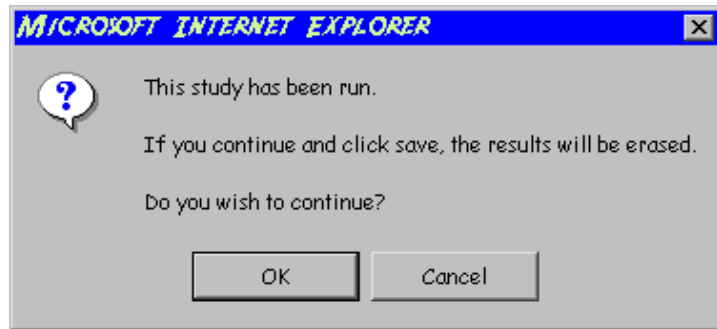 Microsoft Internet Explorer
?
This study has been run.
If you continue and click save, the results will be erased.
Do you wish to continue?
OK
Cancel